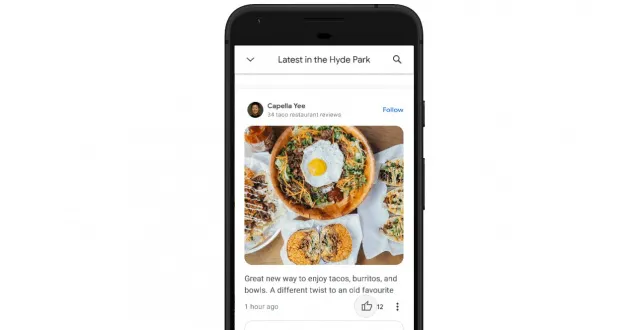 Latest in the Hyde Park
Capella Yee
34 taco restaurant reviews
Follow
Great new way to enjoy tacos, burritos, and
bowls. A different twist to an old favourite
1 hour ago
12